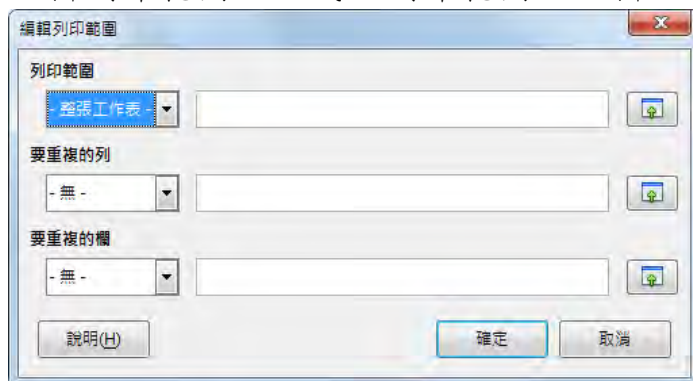 編輯列印範圍
列印範圍
- 整張工作表 -
要重複的列
- 無 -
要重複的欄
- 無 -
說明(H) 確定 取消